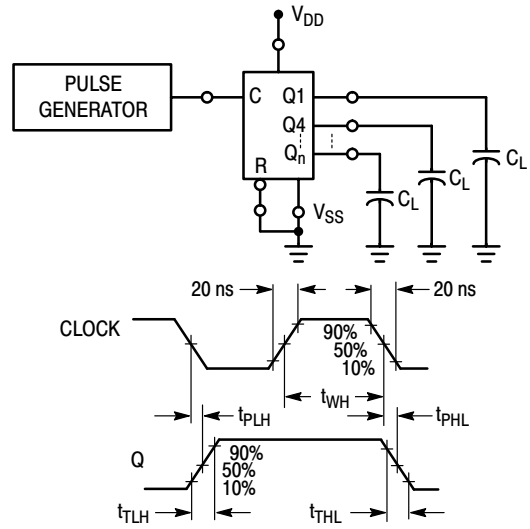 V_DD
PULSE
GENERATOR
C
Q1
Q4
Q_n
R
V_SS
C_L
C_L
C_L
20 ns
20 ns
CLOCK
90%
50%
10%
t_WH
t_PLH
t_PHL
Q
90%
50%
10%
t_TLH
t_THL